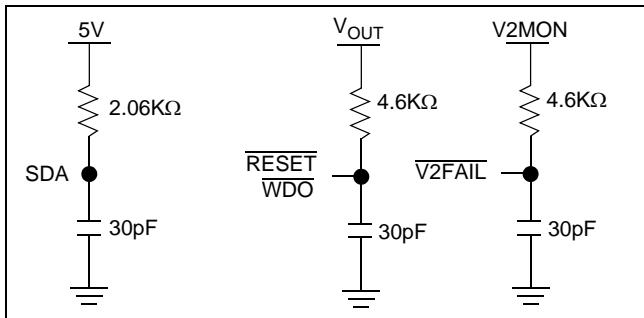 5V
2.06KΩ
SDA
30pF
VOUT
4.6KΩ
RESET
WDO
30pF
V2MON
4.6KΩ
V2FAIL
30pF